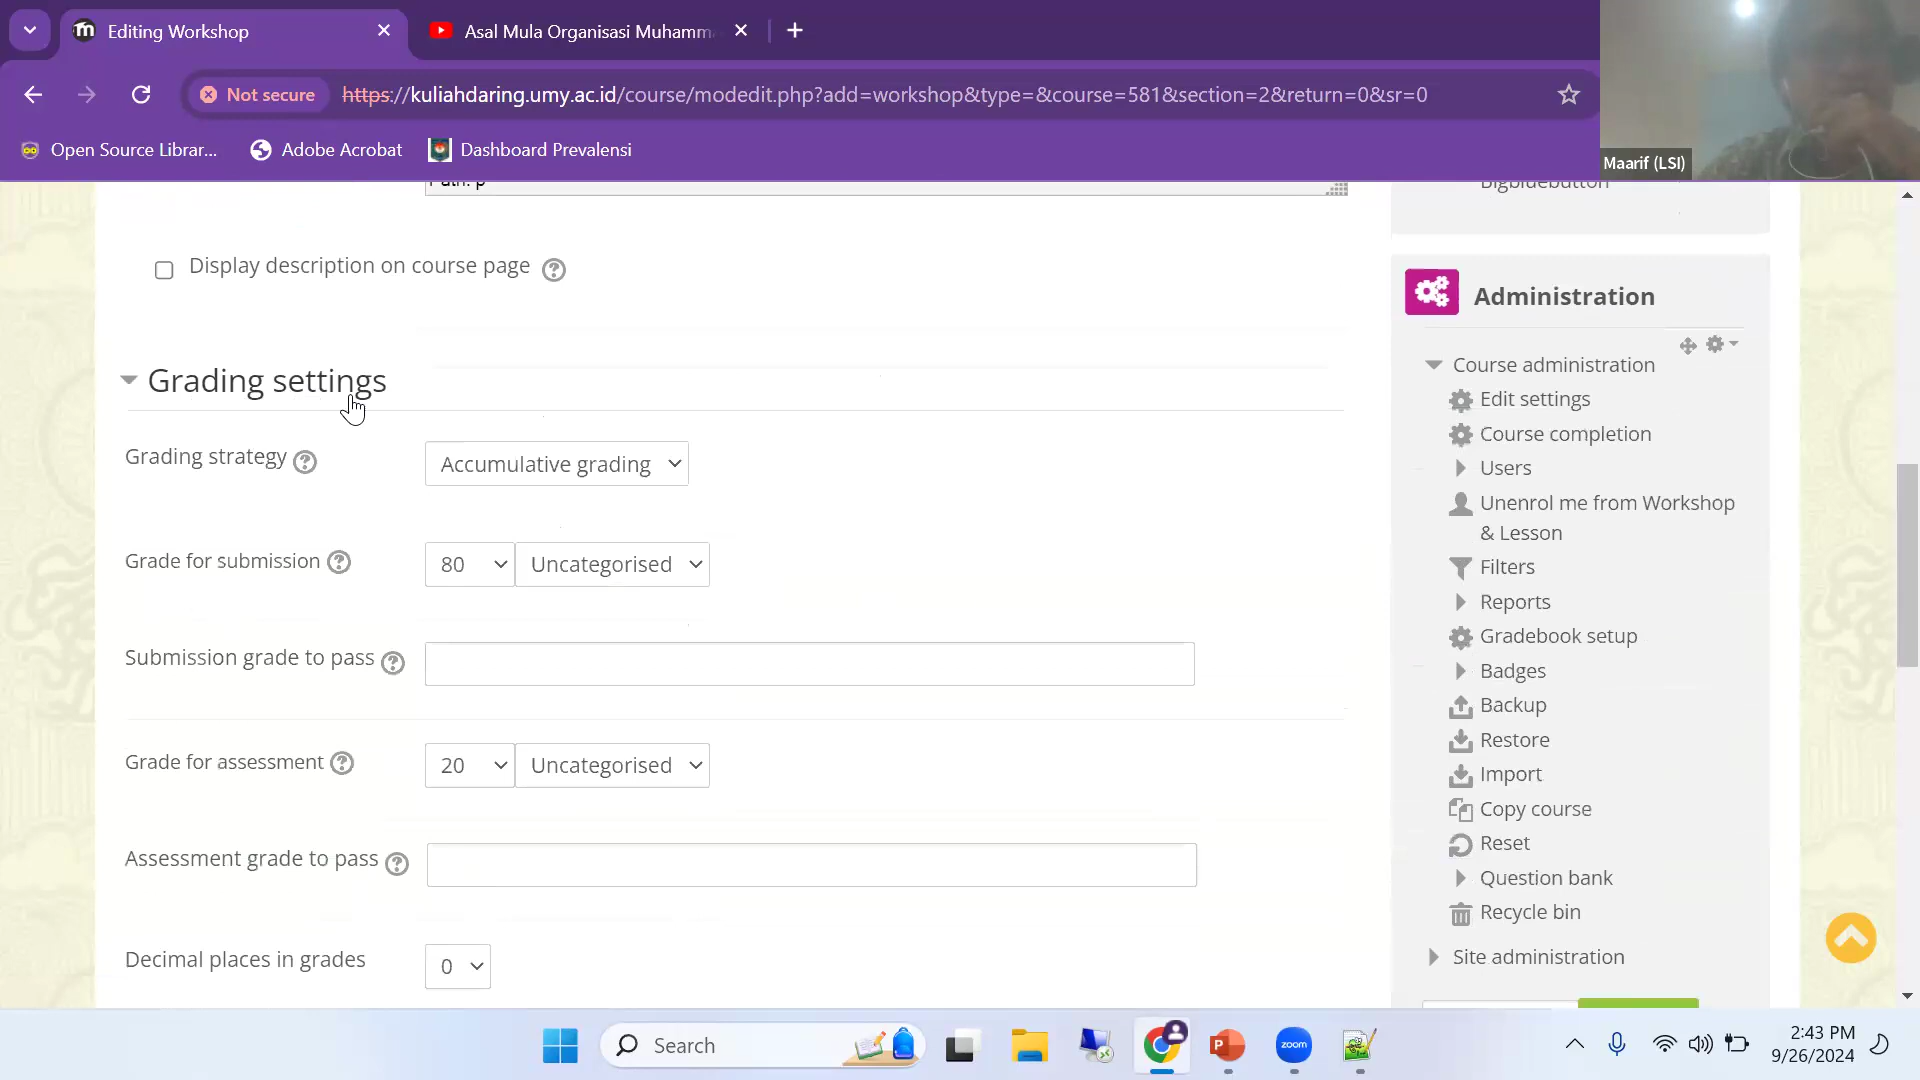 Editing Workshop
Asal Mula Organisasi Muhamm
Not secure
https://kuliahdaring.umy.ac.id/course/modedit.php?add=workshop&type=&course=581&section=2&return=0&sr=0
Open Source Librar...
Adobe Acrobat
Dashboard Prevalensi
Maarif (LSI)
Path: p
Bigbluebutton
Display description on course page
Administration
Grading settings
Course administration
Edit settings
Grading strategy
Accumulative grading
Course completion
Users
Unenrol me from Workshop
& Lesson
Grade for submission
80
Uncategorised
Filters
Reports
Gradebook setup
Submission grade to pass
Badges
Backup
Restore
Grade for assessment
20
Uncategorised
Import
Copy course
Reset
Assessment grade to pass
Question bank
Recycle bin
Decimal places in grades
0
Site administration
Search
zoom
2:43 PM
9/26/2024